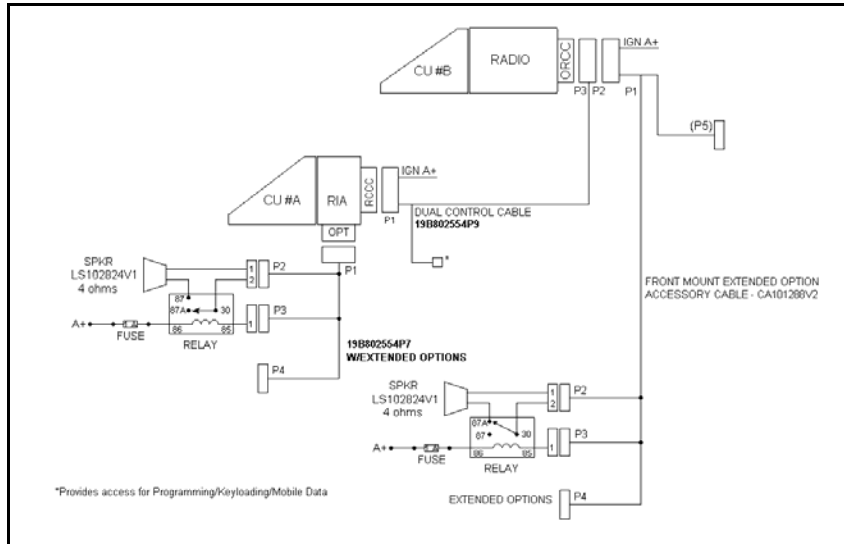 IGN A+
RADIO
ORCC
CU #B
P3
P2
P1
(P5)
IGN A+
CU #A
RIA
RCCC
P1
DUAL CONTROL CABLE
19B802554P9
OPT
*
SPKR
LS102824V1
4 ohms
1
2
P2
P1
87
87A
30
P3
A+
FUSE
86
85
1
RELAY
19B802554P7
W/EXTENDED OPTIONS
P4
FRONT MOUNT EXTENDED OPTION
ACCESSORY CABLE - CA101288V2
SPKR
LS102824V1
4 ohms
1
2
P2
87A
87
30
P3
A+
FUSE
86
85
1
RELAY
EXTENDED OPTIONS
P4
*Provides access for Programming/Keyloading/Mobile Data